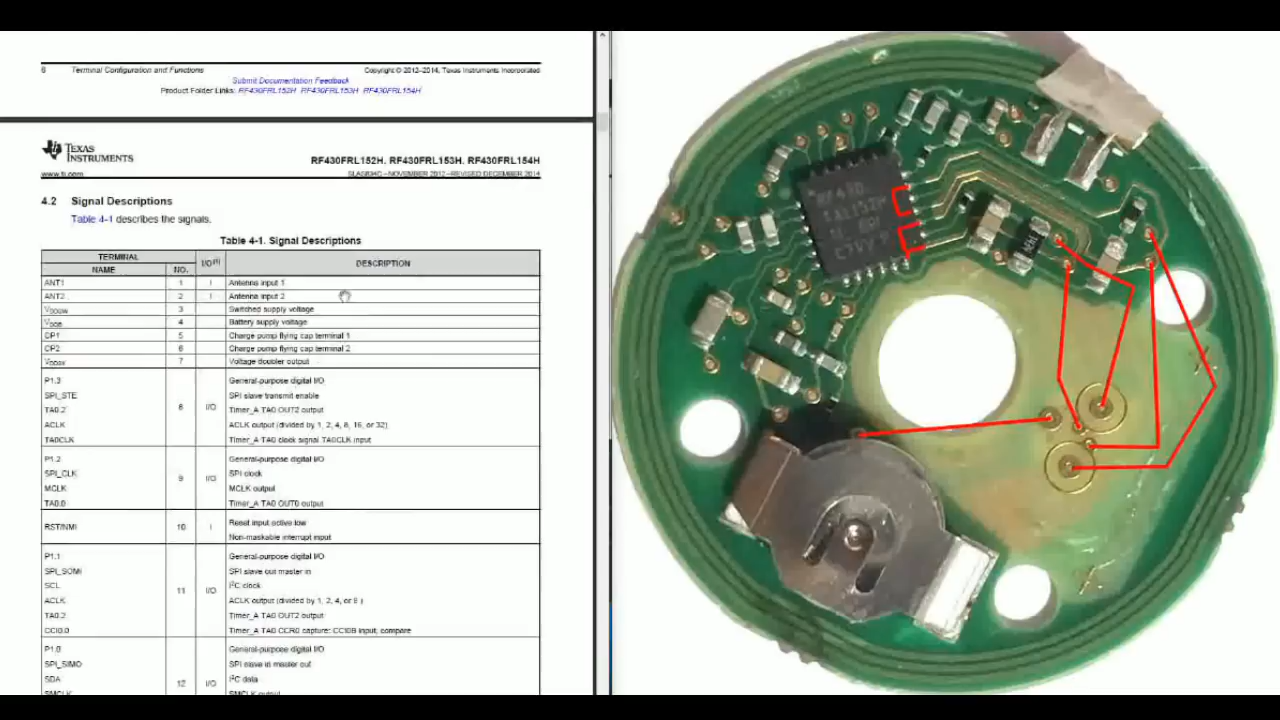 6 Terminal Configuration and Functions Copyright © 2012–2014, Texas Instruments Incorporated
Submit Documentation Feedback
Product Folder Links: RF430FRL152H RF430FRL153H RF430FRL154H
TEXAS INSTRUMENTS
RF430FRL152H, RF430FRL153H, RF430FRL154H
www.ti.com SLAS834C–NOVEMBER 2012–REVISED DECEMBER 2014
4.2 Signal Descriptions
Table 4-1 describes the signals.
Table 4-1. Signal Descriptions
TERMINAL I/O(1) DESCRIPTION
NAME NO.
ANT1 1 I Antenna input 1
ANT2 2 I Antenna input 2
VDDSW 3 Switched supply voltage
VDDB 4 Battery supply voltage
CP1 5 Charge pump flying cap terminal 1
CP2 6 Charge pump flying cap terminal 2
VDD2X 7 Voltage doubler output
P1.3 General-purpose digital I/O
SPI_STE SPI slave transmit enable
TA0.2 8 I/O Timer_A TA0 OUT2 output
ACLK ACLK output (divided by 1, 2, 4, 8, 16, or 32)
TA0CLK Timer_A TA0 clock signal TA0CLK input
P1.2 General-purpose digital I/O
SPI_CLK 9 I/O SPI clock
MCLK MCLK output
TA0.0 Timer_A TA0 OUT0 output
RST/NMI 10 I Reset input active low
Non-maskable interrupt input
P1.1 General-purpose digital I/O
SPI_SOMI SPI slave out master in
SCL 11 I/O I²C clock
ACLK ACLK output (divided by 1, 2, 4, or 8 )
TA0.2 Timer_A TA0 OUT2 output
CCI0.0 Timer_A TA0 CCR0 capture: CCI0B input, compare
P1.0 General-purpose digital I/O
SPI_SIMO SPI slave in master out
SDA 12 I/O I²C data
SMCLK SMCLK output